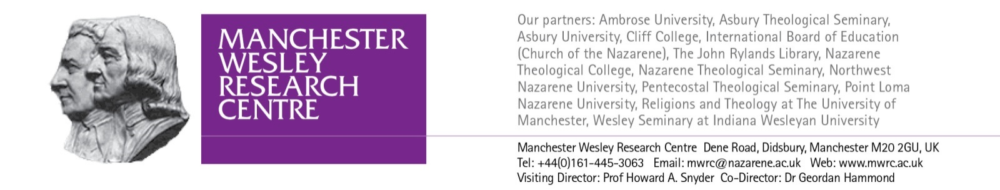 MANCHESTER
WESLEY
RESEARCH
CENTRE
Our partners: Ambrose University, Asbury Theological Seminary,
Asbury University, Cliff College, International Board of Education
(Church of the Nazarene), The John Rylands Library, Nazarene
Theological College, Nazarene Theological Seminary, Northwest
Nazarene University, Pentecostal Theological Seminary, Point Loma
Nazarene University, Religions and Theology at The University of
Manchester, Wesley Seminary at Indiana Wesleyan University
Manchester Wesley Research Centre Dene Road, Didsbury, Manchester M20 2GU, UK
Tel: +44(0)161-445-3063 Email: mwrc@nazarene.ac.uk Web: www.mwrc.ac.uk
Visiting Director: Prof Howard A. Snyder Co-Director: Dr Geordan Hammond